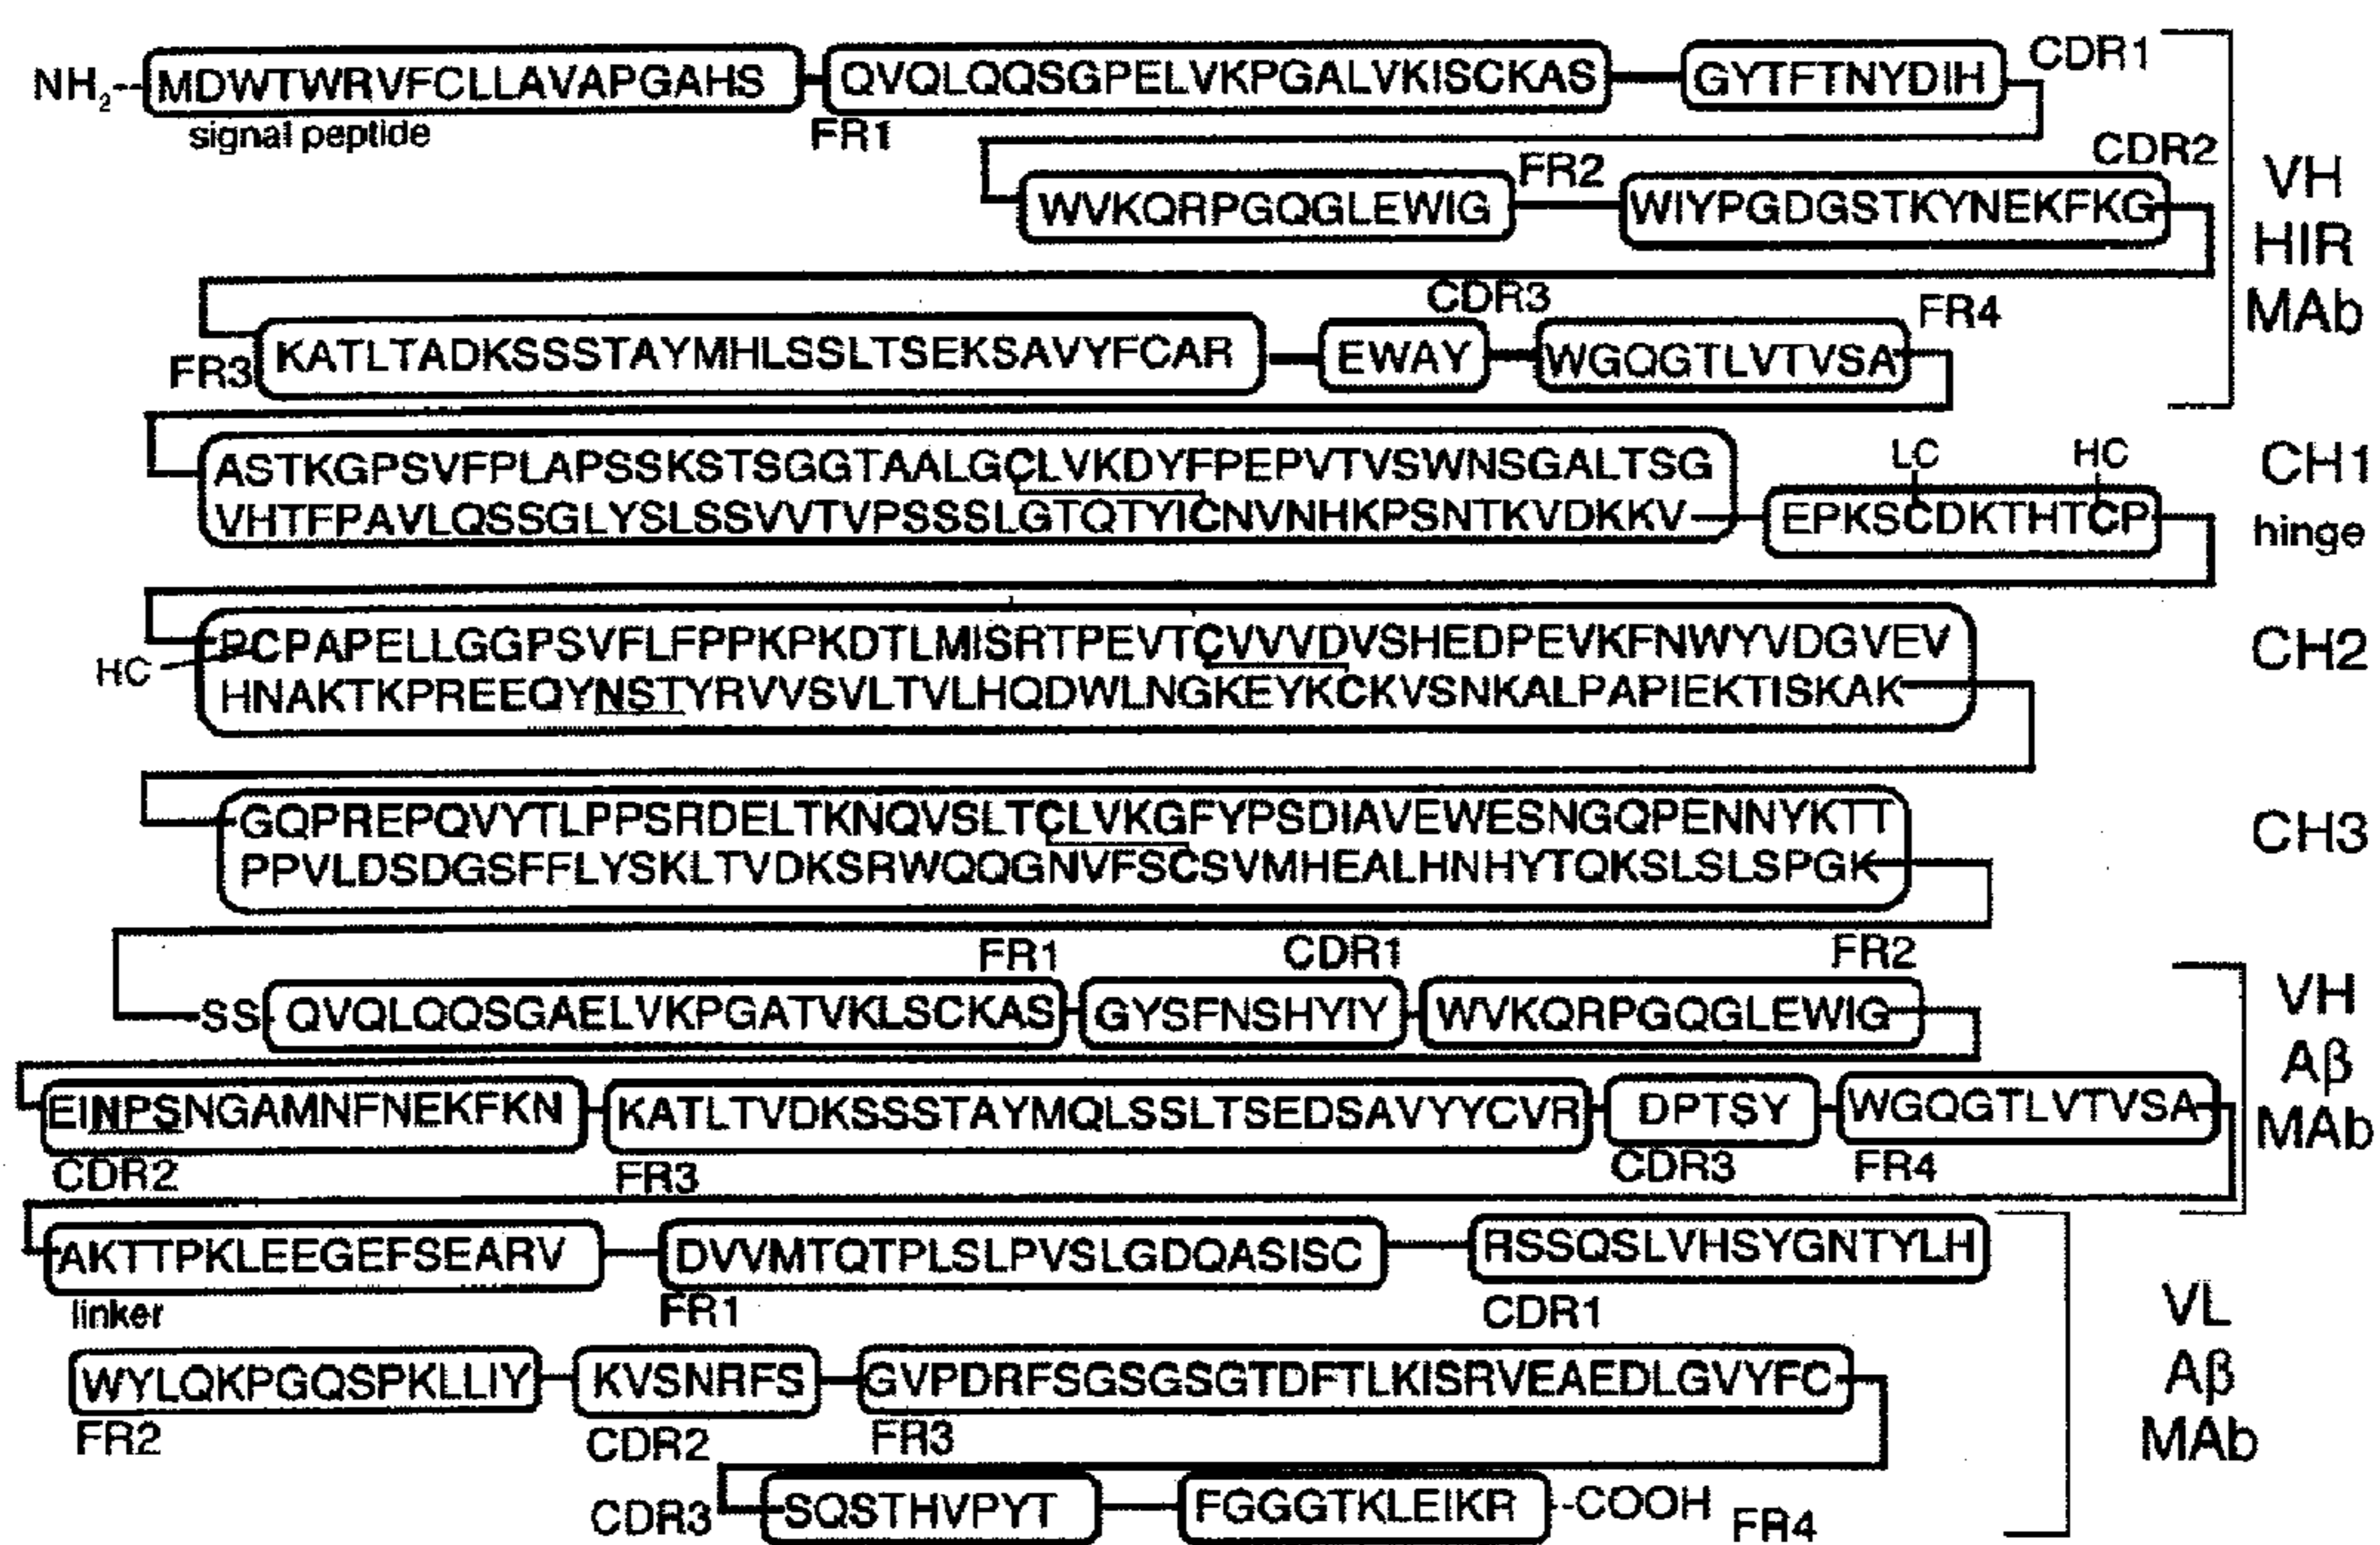 NH2-- MDWTWRVFCLLAVAPGAHS QVQLQQSGPELVKPGALVKISCKAS GYTFTNYDIH CDR1
signal peptide FR1
CDR2
FR2
WVKQRPGQGLEWIG WIYPGDGSTKYNEKFKG
VH
HIR
MAb
CDR3 FR4
FR3 KATLTADKSSSTAYMHLSSLTSEKSAVYFCAR EWAY WGQGTLVTVSA
LC HC
ASTKGPSVFPLAPSSKSTSGGTAALGCLVKDYFPEPVTVSWNSGALTSG CH1
VHTFPAVLQSSGLYSLSSVVTVPSSSLGTQTYICNVNHKPSNTKVDKKV EPKSCDKTHTCP hinge
PCPAPELLGGPSVFLFPPKPKDTLMISRTPEVTCVVVDVSHEDPEVKFNWYVDGVEV CH2
HC
HNAKTKPREEQYNSTYRVVSVLTVLHQDWLNGKEYKCKVSNKALPAPIEKTISKAK
GQPREPQVYTLPPSRDELTKNQVSLTCLVKGFYPSDIAVEWESNGQPENNYKTT CH3
PPVLDSDGSFFLYSKLTVDKSRWQQGNVFSCSVMHEALHNHYTQKSLSLSPGK
FR1 CDR1 FR2
SS QVQLQQSGAELVKPGATVKLSCKAS GYSFNSHYIY WVKQRPGQGLEWIG
VH
Aβ
MAb
EINPSNGAMNFNEKFKN KATLTVDKSSSTAYMQLSSLTSEDSAVYYCVR DPTSY WGQGTLVTVSA
CDR2 FR3 CDR3 FR4
AKTTPKLEEGEFSEARV DVVMTQTPLSLPVSLGDQASISC RSSQSLVHSYGNTYLH
linker FR1 CDR1
VL
Aβ
MAb
WYLQKPGQSPKLLIY KVSNRFS GVPDRFSGSGSGTDFTLKISRVEAEDLGVYFC
FR2 CDR2 FR3
CDR3 SQSTHVPYT FGGGTKLEIKR --COOH FR4